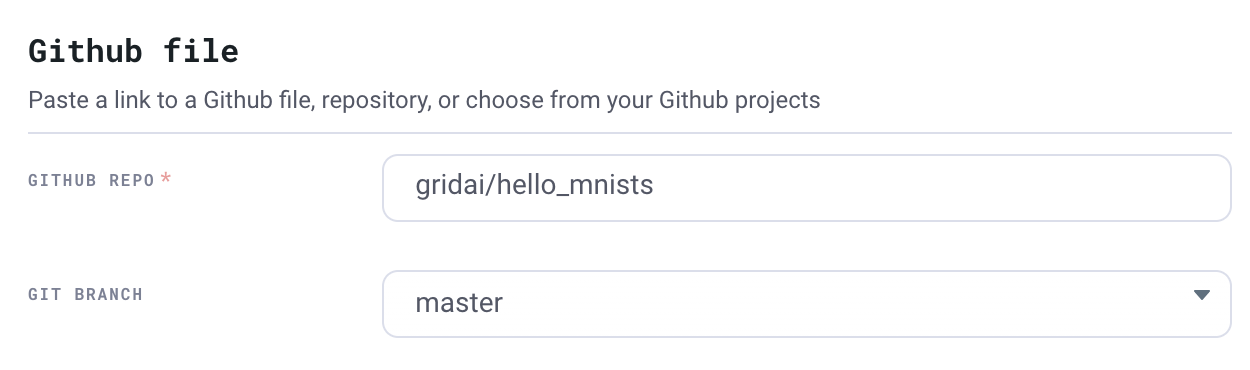 Github file
Paste a link to a Github file, repository, or choose from your Github projects
GITHUB REPO *
gridai/hello_mnists
GIT BRANCH
master